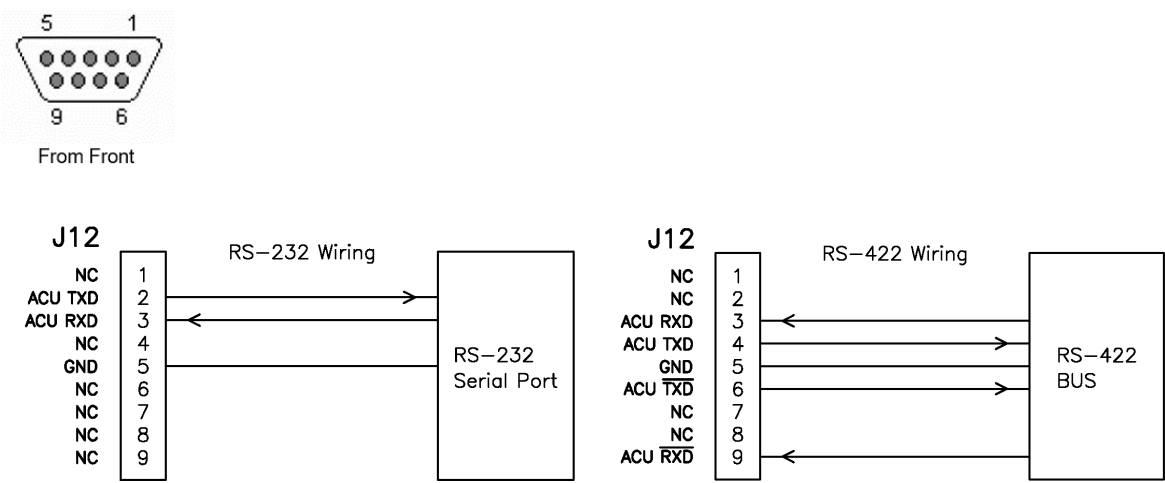 5 1
9 6
From Front
J12
RS-232 Wiring
NC 1
ACU TXD 2
ACU RXD 3
NC 4
GND 5
NC 6
NC 7
NC 8
NC 9
RS-232
Serial Port
J12
RS-422 Wiring
NC 1
NC 2
ACU RXD 3
ACU TXD 4
GND 5
ACU T̅X̅D̅ 6
NC 7
NC 8
ACU R̅X̅D̅ 9
RS-422
BUS